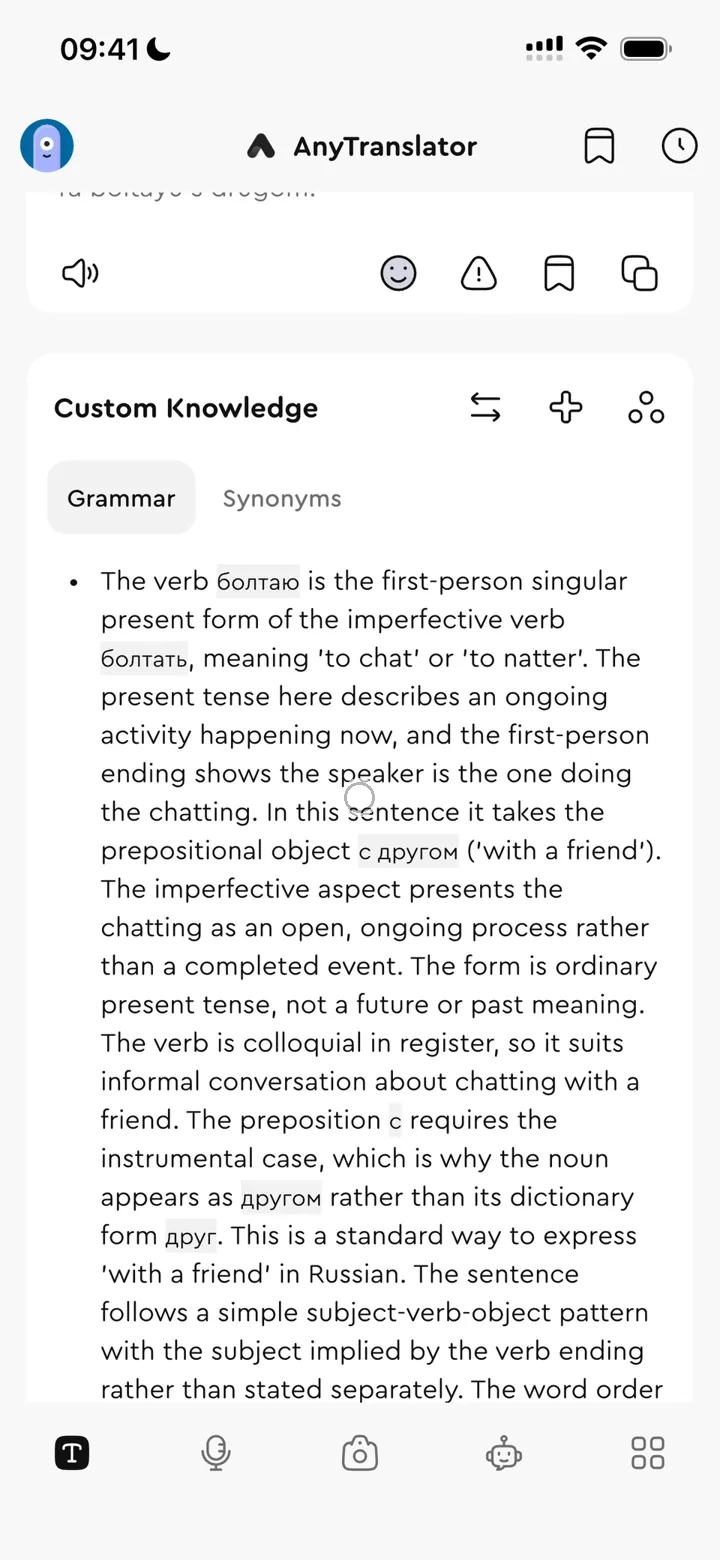 09:41
AnyTranslator
Ya boltayu s drugom.
Custom Knowledge
Grammar
Synonyms
• The verb болтаю is the first-person singular
present form of the imperfective verb
болтать, meaning 'to chat' or 'to natter'. The
present tense here describes an ongoing
activity happening now, and the first-person
ending shows the speaker is the one doing
the chatting. In this sentence it takes the
prepositional object с другом ('with a friend').
The imperfective aspect presents the
chatting as an open, ongoing process rather
than a completed event. The form is ordinary
present tense, not a future or past meaning.
The verb is colloquial in register, so it suits
informal conversation about chatting with a
friend. The preposition с requires the
instrumental case, which is why the noun
appears as другом rather than its dictionary
form друг. This is a standard way to express
'with a friend' in Russian. The sentence
follows a simple subject-verb-object pattern
with the subject implied by the verb ending
rather than stated separately. The word order
T